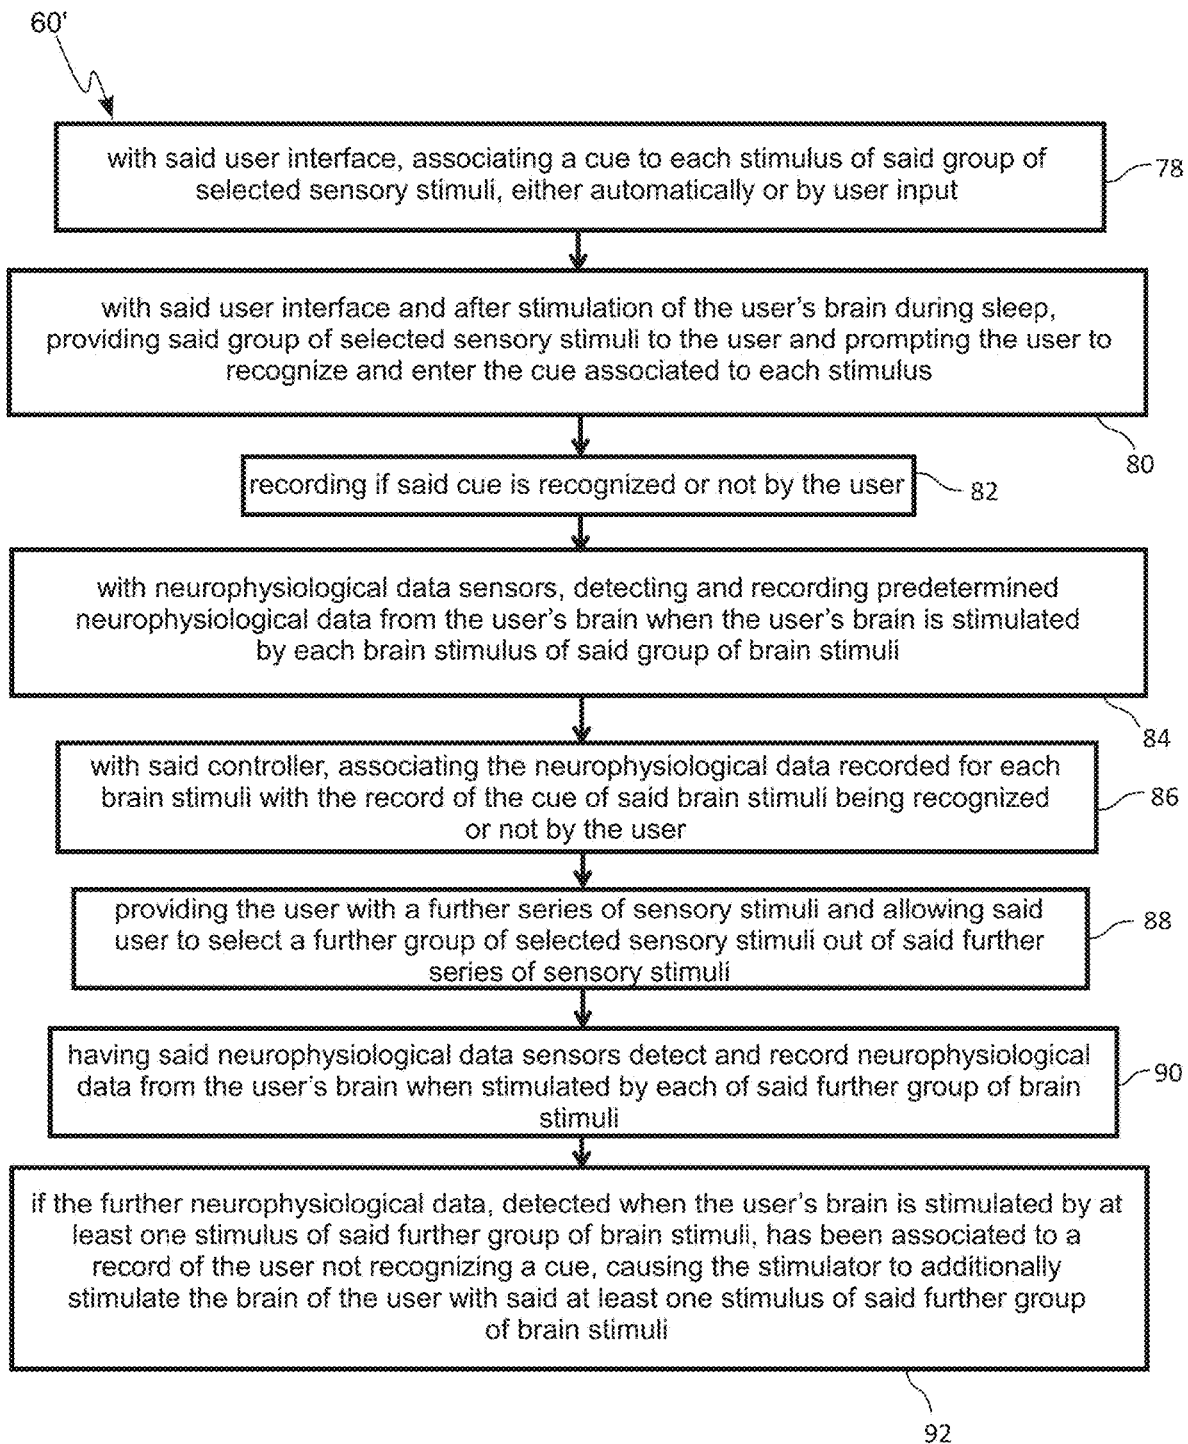 60'
with said user interface, associating a cue to each stimulus of said group of
selected sensory stimuli, either automatically or by user input
78
with said user interface and after stimulation of the user's brain during sleep,
providing said group of selected sensory stimuli to the user and prompting the user to
recognize and enter the cue associated to each stimulus
80
recording if said cue is recognized or not by the user
82
with neurophysiological data sensors, detecting and recording predetermined
neurophysiological data from the user's brain when the user's brain is stimulated
by each brain stimulus of said group of brain stimuli
84
with said controller, associating the neurophysiological data recorded for each
brain stimuli with the record of the cue of said brain stimuli being recognized
or not by the user
86
providing the user with a further series of sensory stimuli and allowing said
user to select a further group of selected sensory stimuli out of said further
series of sensory stimuli
88
having said neurophysiological data sensors detect and record neurophysiological
data from the user's brain when stimulated by each of said further group of brain
stimuli
90
if the further neurophysiological data, detected when the user's brain is stimulated by at
least one stimulus of said further group of brain stimuli, has been associated to a
record of the user not recognizing a cue, causing the stimulator to additionally
stimulate the brain of the user with said at least one stimulus of said further group
of brain stimuli
92